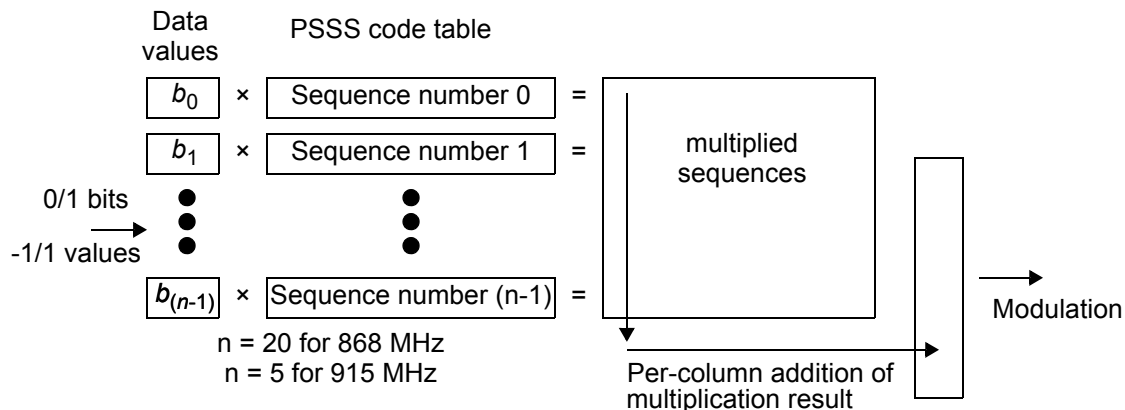 Data values
PSSS code table
b0 × Sequence number 0 =
b1 × Sequence number 1 =
multiplied
sequences
0/1 bits
-1/1 values
b(n-1) × Sequence number (n-1) =
Modulation
n = 20 for 868 MHz
n = 5 for 915 MHz
Per-column addition of
multiplication result